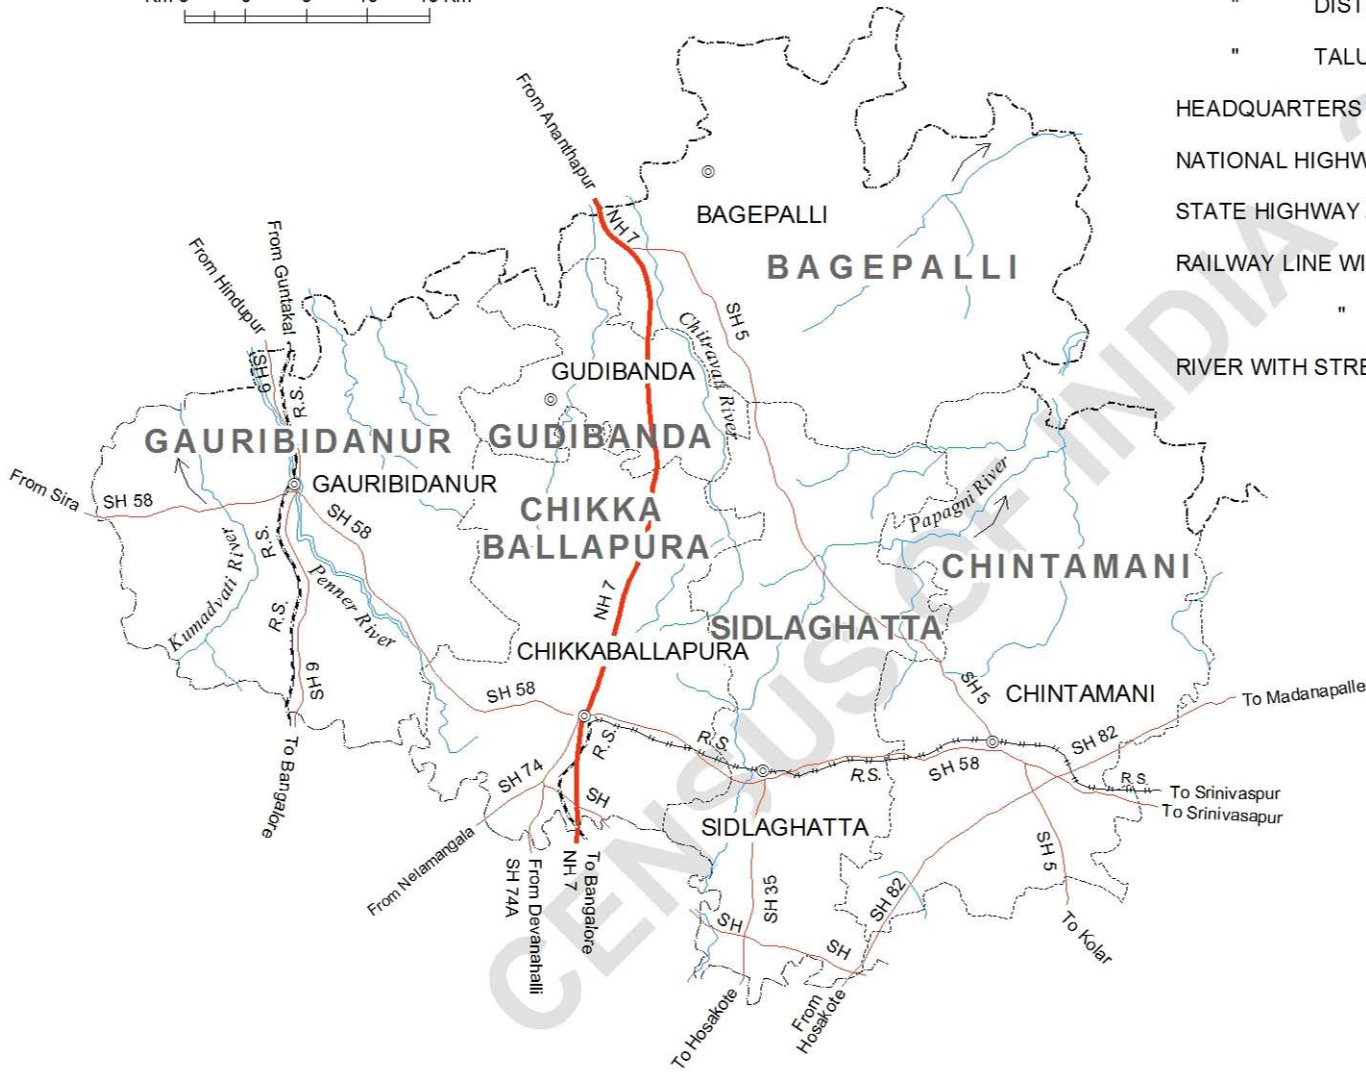 DIST
" TALU
HEADQUARTERS
NATIONAL HIGHW
STATE HIGHWAY
RAILWAY LINE WI
"
RIVER WITH STRE
From Ananthapur
NH 7
BAGEPALLI
BAGEPALLI
From Hindupur
From Guntakal
SH 9
R.S.
SH 5
Chitravati River
GUDIBANDA
GAURIBIDANUR
GUDIBANDA
GAURIBIDANUR
From Sira
SH 58
SH 58
R.S.
CHIKKA
BALLAPURA
Papagni River
CHINTAMANI
Kumadvati River
R.S.
Penner River
NH 7
SIDLAGHATTA
CHIKKABALLAPURA
SH 9
SH 58
SH 5
CHINTAMANI
To Madanapalle
To Bangalore
R.S.
R.S.
R.S.
SH 58
SH 82
R.S.
To Srinivaspur
To Srinivasapur
SH 74
SH
SIDLAGHATTA
SH 5
From Nelamangala
SH 74A
From Devanahalli
NH 7
To Bangalore
SH 35
SH 82
SH
SH
To Kolar
To Hosakote
From
Hosakote
CENSUS OF INDIA